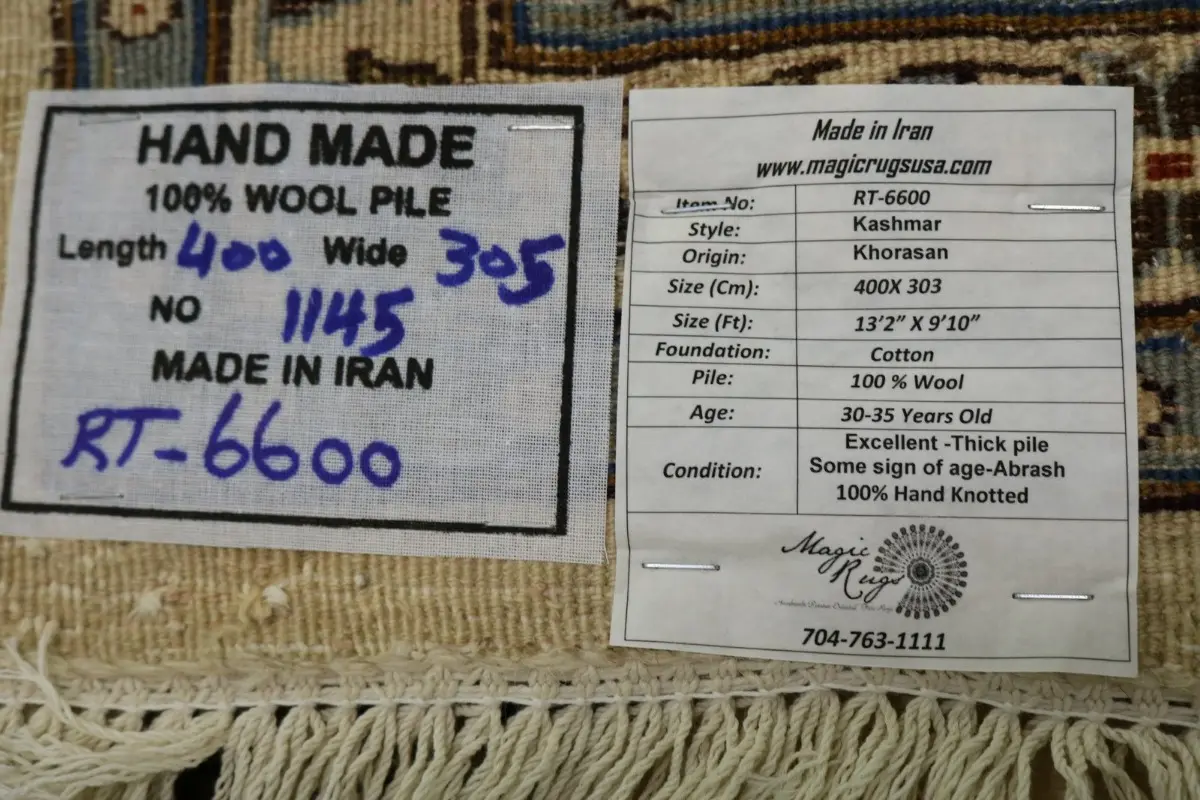 HAND MADE
100% WOOL PILE
Length 400 Wide 305
NO 1145
MADE IN IRAN
RT-6600
Made in Iran
www.magicrugsusa.com
Item No: RT-6600
Style: Kashmar
Origin: Khorasan
Size (Cm): 400X 303
Size (Ft): 13'2" X 9'10"
Foundation: Cotton
Pile: 100 % Wool
Age: 30-35 Years Old
Condition: Excellent -Thick pile
Some sign of age-Abrash
100% Hand Knotted
Magic
Rugs
704-763-1111